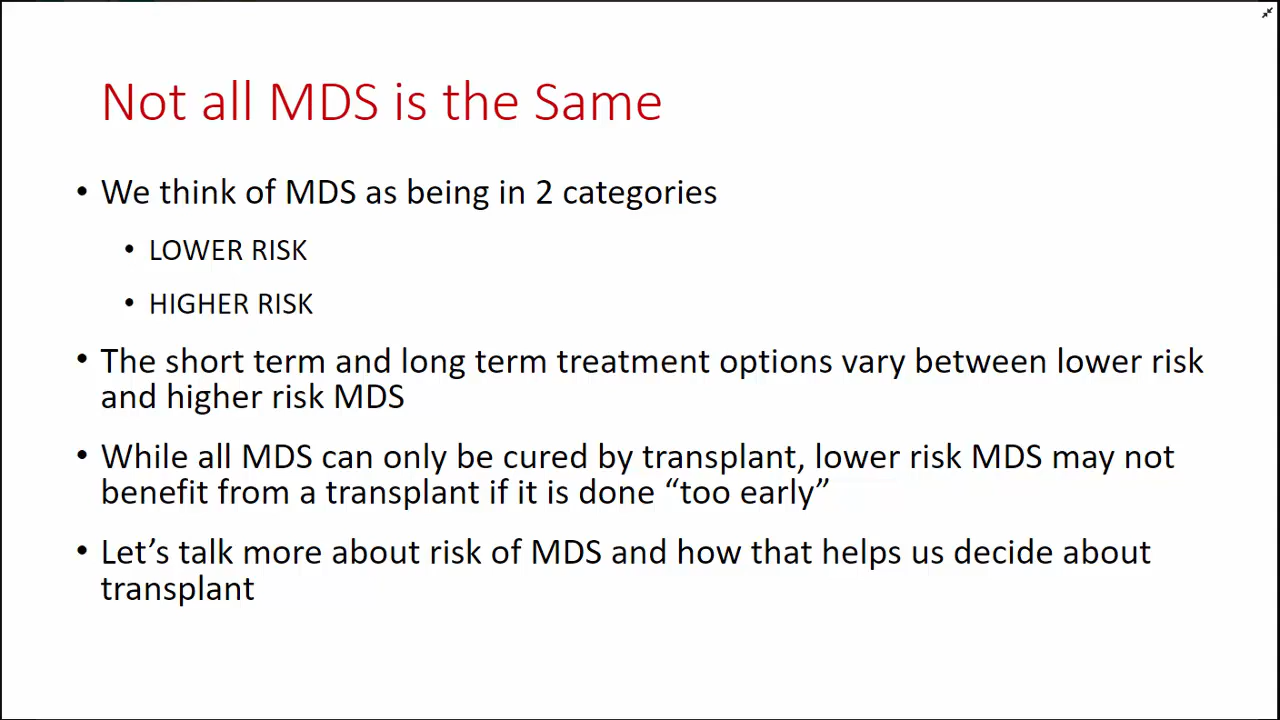 Not all MDS is the Same
• We think of MDS as being in 2 categories
• LOWER RISK
• HIGHER RISK
• The short term and long term treatment options vary between lower risk
and higher risk MDS
• While all MDS can only be cured by transplant, lower risk MDS may not
benefit from a transplant if it is done “too early”
• Let’s talk more about risk of MDS and how that helps us decide about
transplant